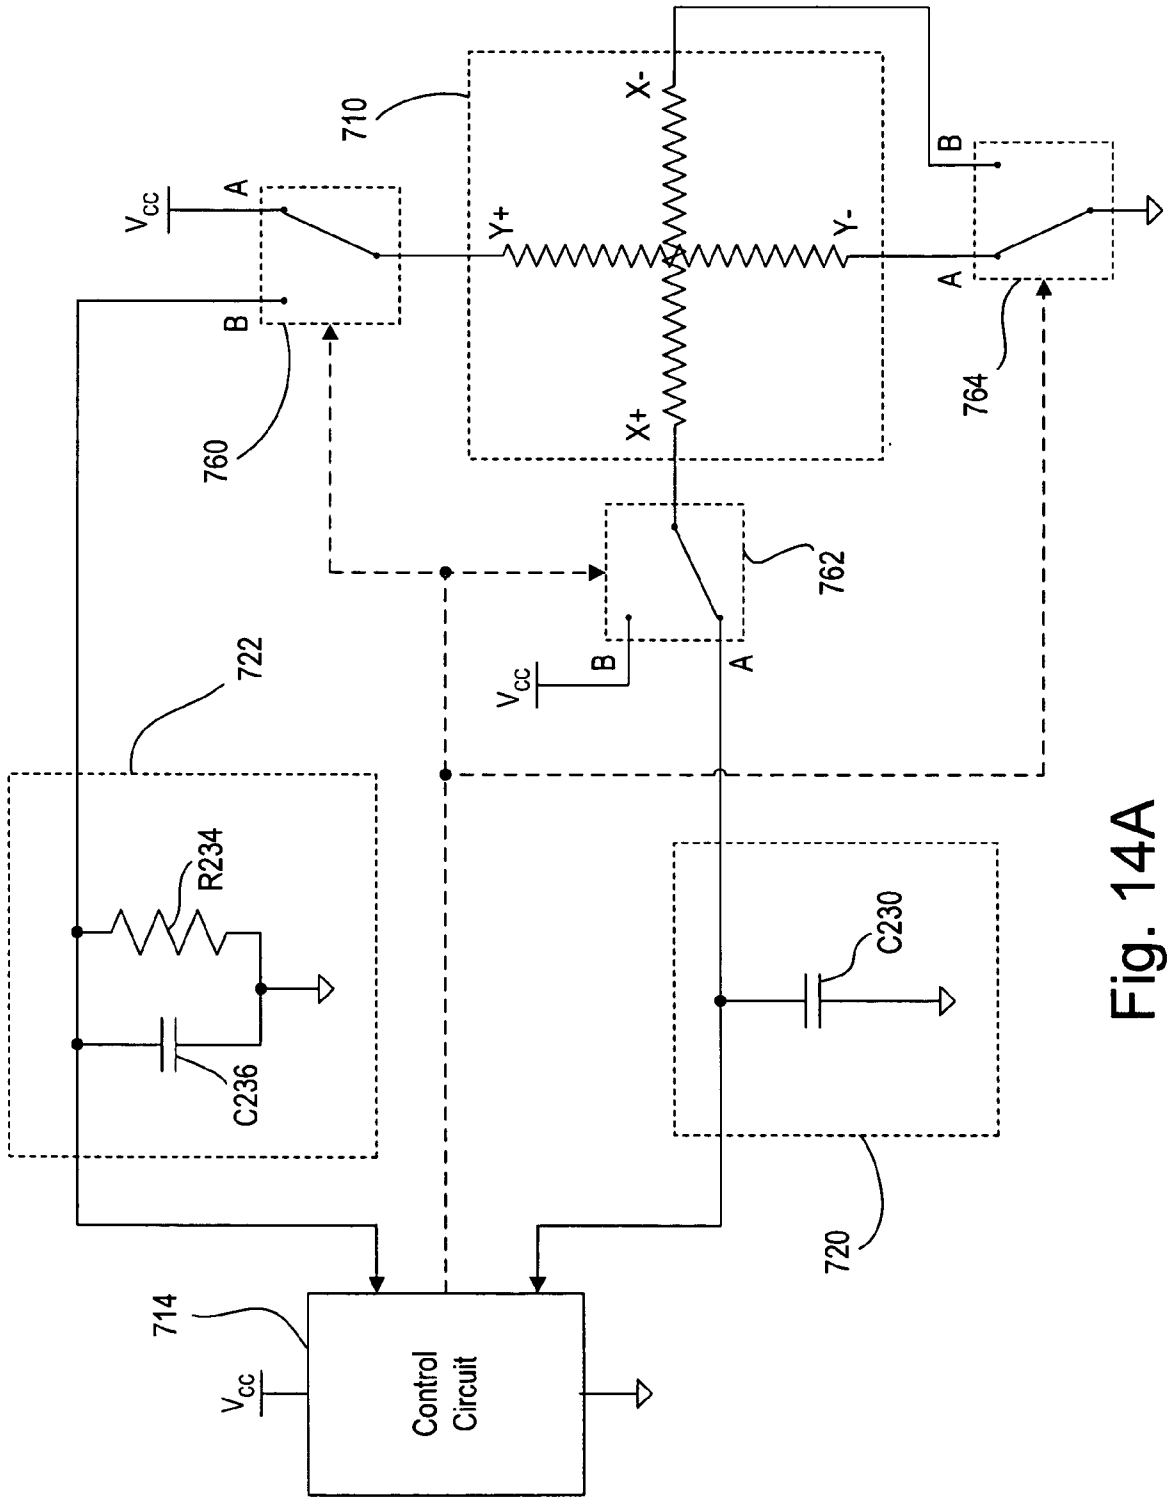 722
C236
R234
714
VCC
Control
Circuit
720
C230
VCC
B
A
762
760
B
A
VCC
710
Y+
X+
X-
Y-
764
A
B
Fig. 14A